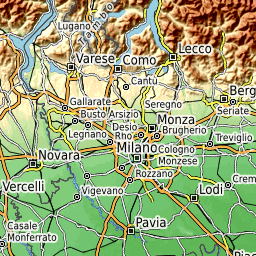 Lugano
Lecco
Varese
Como
Cantu
Gallarate
Seregno
Berg
Seriate
Busto Arsizio
Desio
Monza
Legnano
Rho
Brugherio
Treviglio
Milano
Cologno
Monzese
Novara
Rozzano
Crem
Vercelli
Vigevano
Lodi
Pavia
Casale
Monferrato
Pia